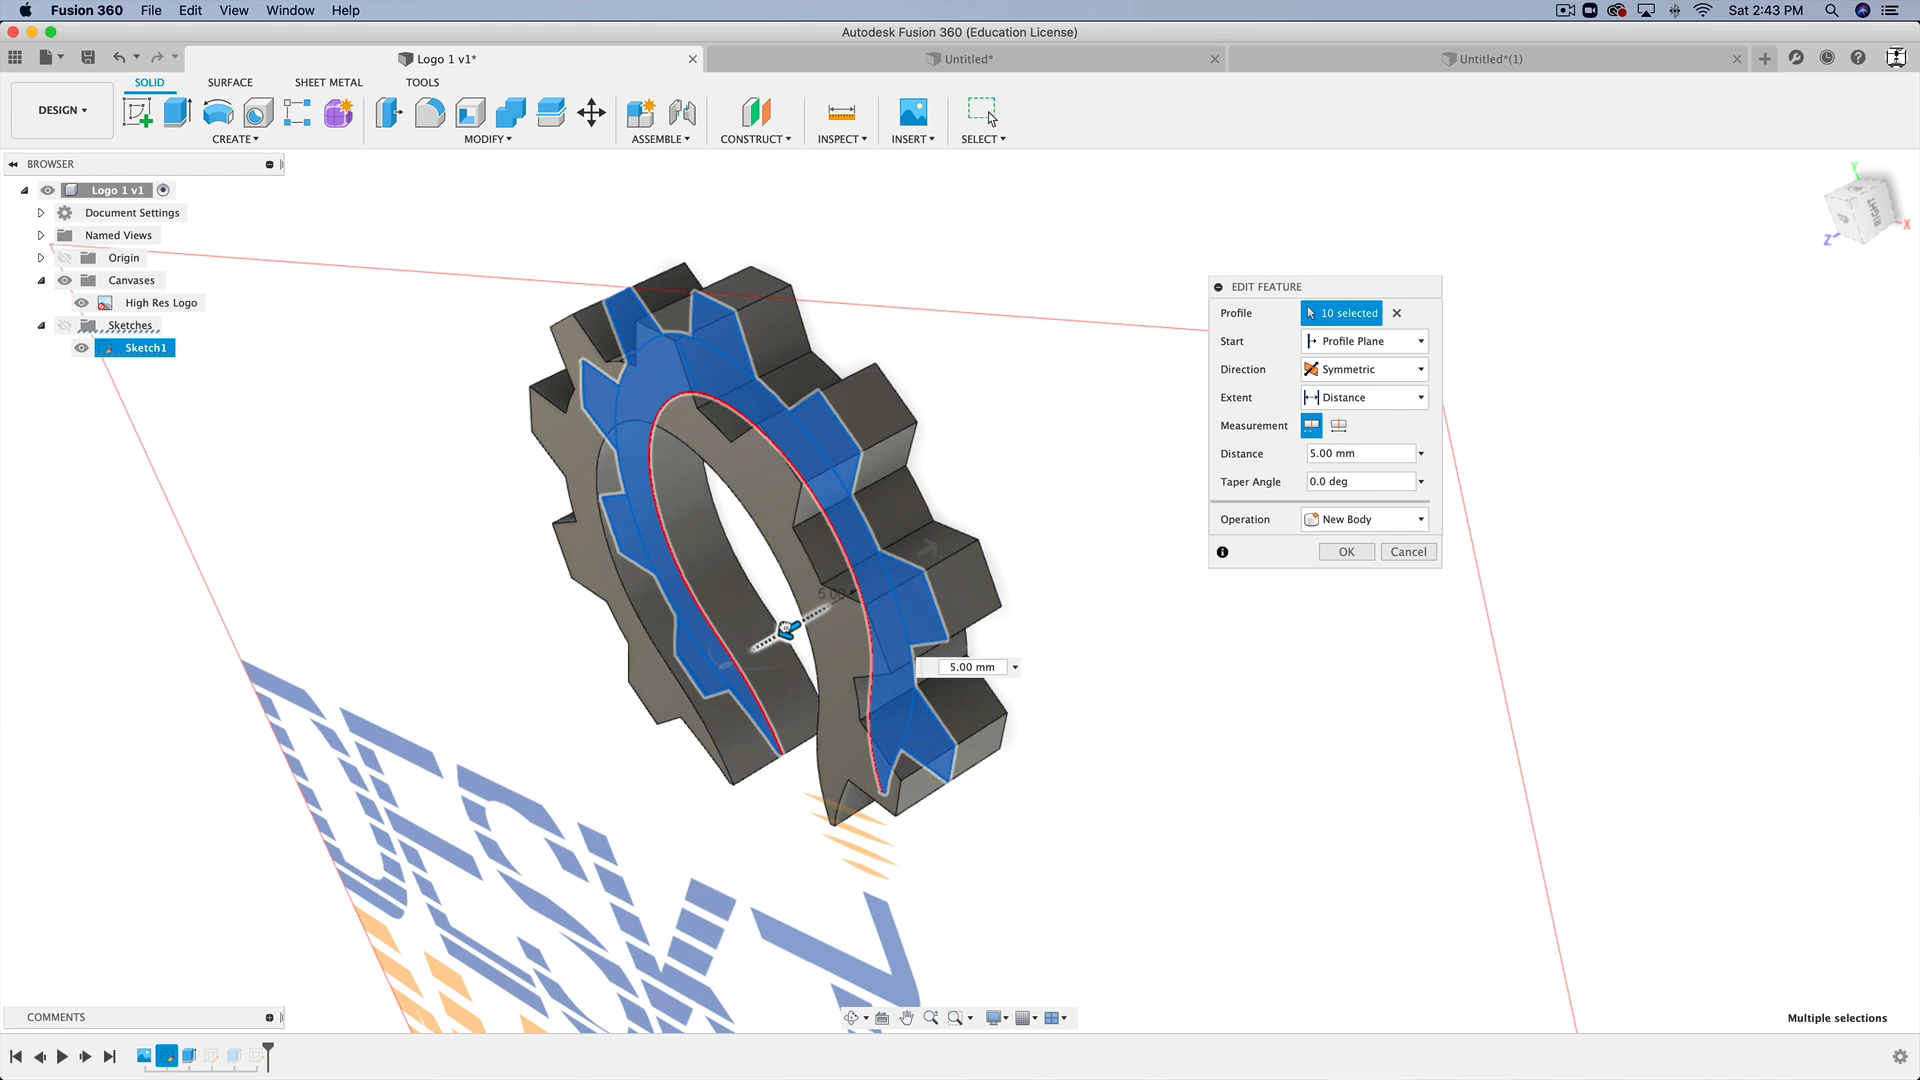 Fusion 360 File Edit View Window Help
Sat 2:43 PM
Autodesk Fusion 360 (Education License)
Logo 1 v1*
Untitled*
Untitled*(1)
DESIGN
SOLID
SURFACE
SHEET METAL
TOOLS
CREATE
MODIFY
ASSEMBLE
CONSTRUCT
INSPECT
INSERT
SELECT
BROWSER
Logo 1 v1
Document Settings
Named Views
Origin
Canvases
High Res Logo
Sketches
Sketch1
RIGHT
Y
X
Z
EDIT FEATURE
Profile 10 selected
Start Profile Plane
Direction Symmetric
Extent Distance
Measurement
Distance 5.00 mm
Taper Angle 0.0 deg
Operation New Body
OK Cancel
5.00
5.00 mm
COMMENTS
Multiple selections